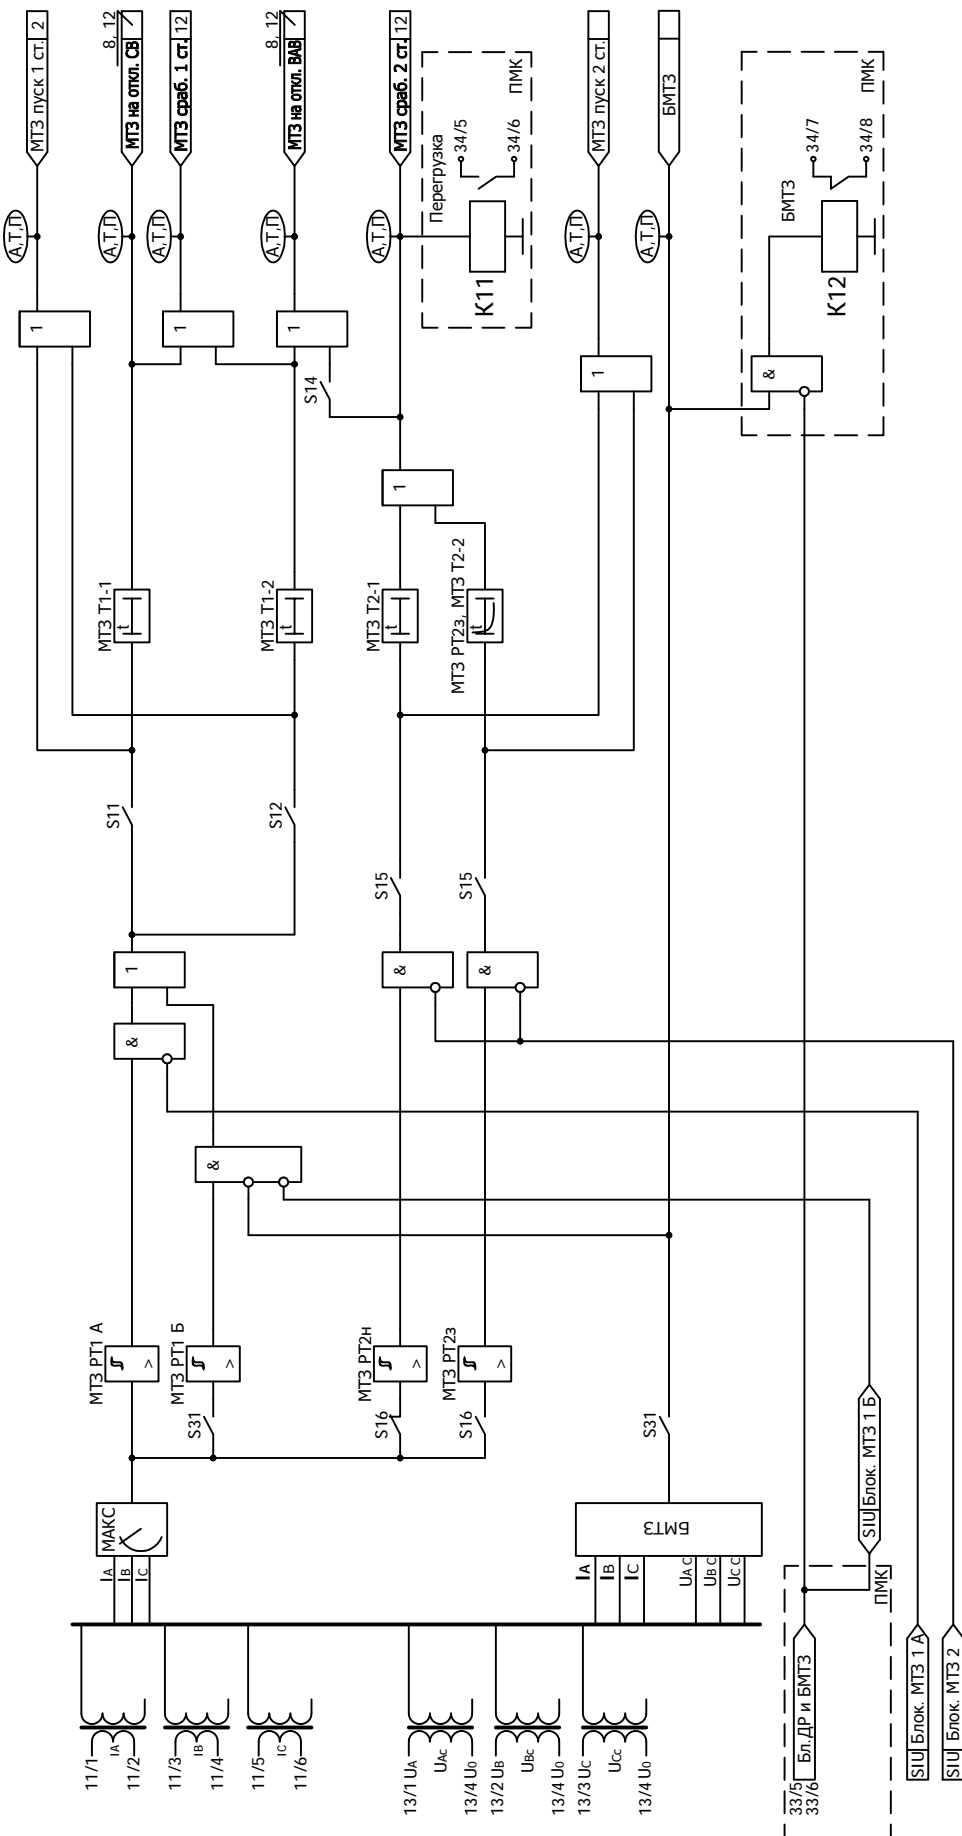 МТЗ пуск 1 ст. 2
8, 12
МТЗ на откл. СВ
МТЗ сраб. 1 ст. 12
8, 12
МТЗ на откл. ВАВ
МТЗ сраб. 2 ст. 12
МТЗ пуск 2 ст.
БМТЗ
ПМК
Перегрузка
34/5
34/6
К11
ПМК
БМТЗ
34/7
34/8
К12
А,Т,П
А,Т,П
А,Т,П
А,Т,П
А,Т,П
А,Т,П
А,Т,П
1
1
1
S14
1
&
1
МТЗ Т1-1
t
МТЗ Т1-2
t
МТЗ Т2-1
t
МТЗ РТ2з, МТЗ Т2-2
t
S11
S12
S15
S15
1
&
&
&
&
МТЗ РТ1 А
>
МТЗ РТ1 Б
>
МТЗ РТ2н
>
МТЗ РТ2з
>
S31
S16
S16
S31
МАКС
IA
IB
IC
БМТЗ
IA
IB
IC
UA C
UB C
UC C
SIU Блок. МТЗ 1 Б
ПМК
Бл.ДР и БМТЗ
33/5
33/6
SIU Блок. МТЗ 1 А
SIU Блок. МТЗ 2
11/1
IA
11/2
11/3
IB
11/4
11/5
IC
11/6
13/1 UA
UAc
13/4 U0
13/2 UB
UBc
13/4 U0
13/3 UC
UCc
13/4 U0